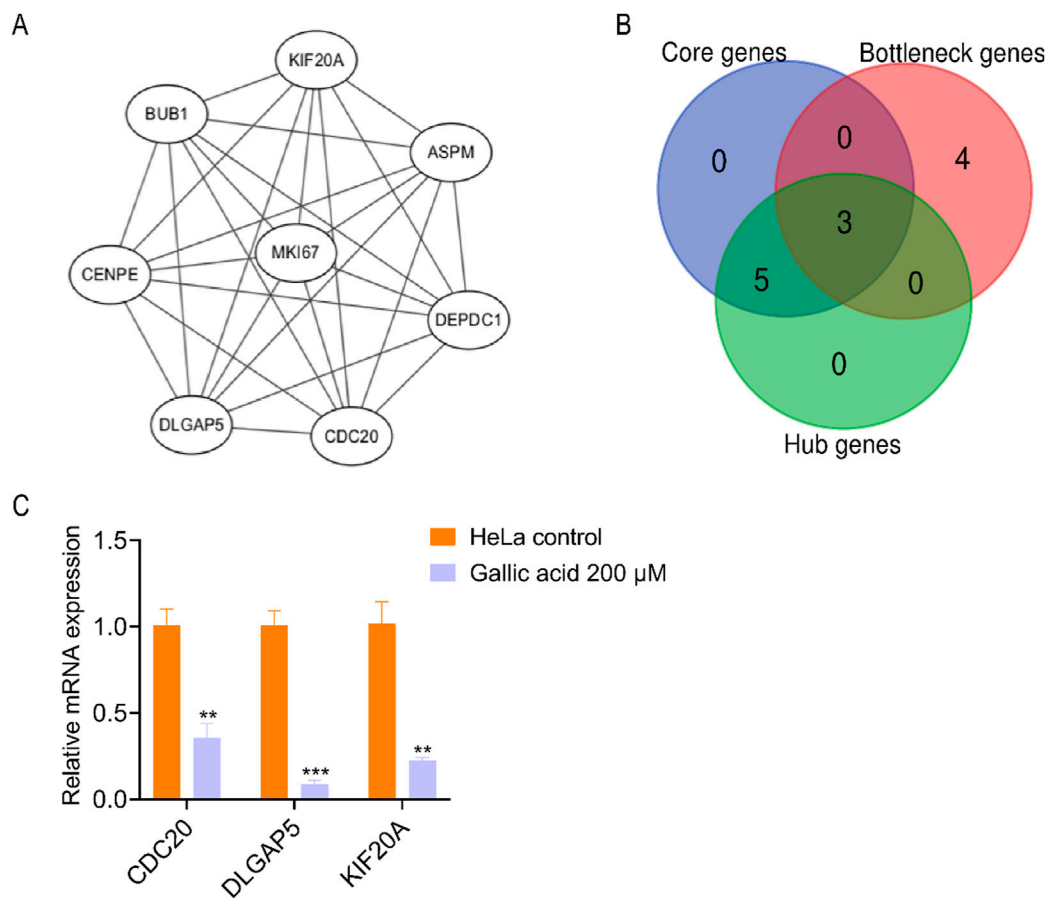 A
KIF20A
BUB1
ASPM
MKI67
CENPE
DEPDC1
DLGAP5
CDC20
B
Core genes
Bottleneck genes
0
0
4
3
5
0
0
Hub genes
C
Relative mRNA expression
1.5
1.0
0.5
0.0
**
***
**
CDC20
DLGAP5
KIF20A
HeLa control
Gallic acid 200 µM